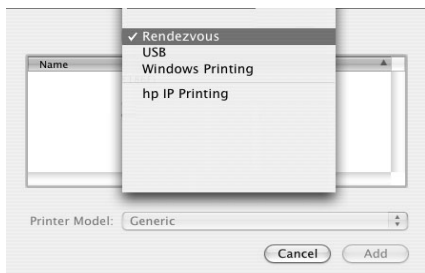 Rendezvous
USB
Windows Printing
hp IP Printing
Name
Printer Model: Generic
Cancel Add